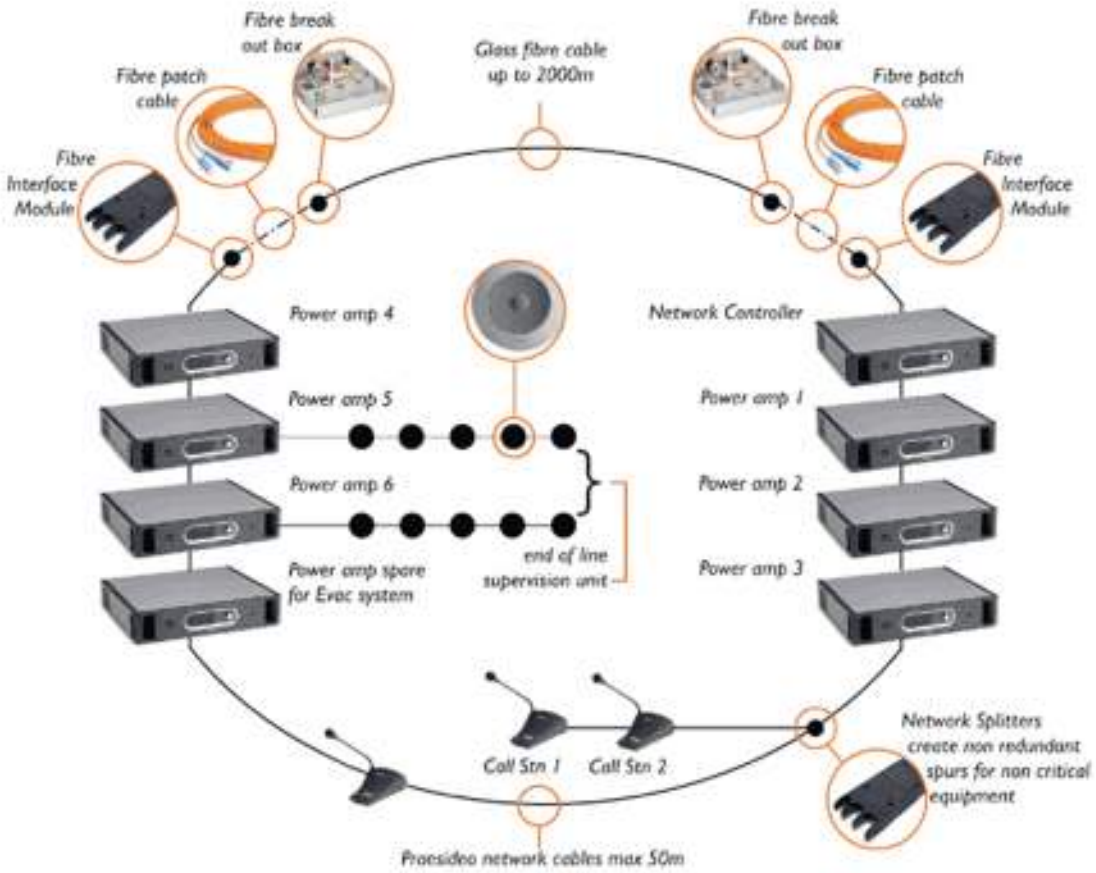 Fibre break
out box
Glass fibre cable
up to 2000m
Fibre break
out box
Fibre patch
cable
Fibre patch
cable
Fibre
Interface
Module
Fibre
Interface
Module
Power amp 4
Network Controller
Power amp 5
Power amp 1
Power amp 6
Power amp 2
end of line
supervision unit
Power amp spare
for Evac system
Power amp 3
Call Stn 1
Call Stn 2
Network Splitters
create non redundant
spurs for non critical
equipment
Praesideo network cables max 50m